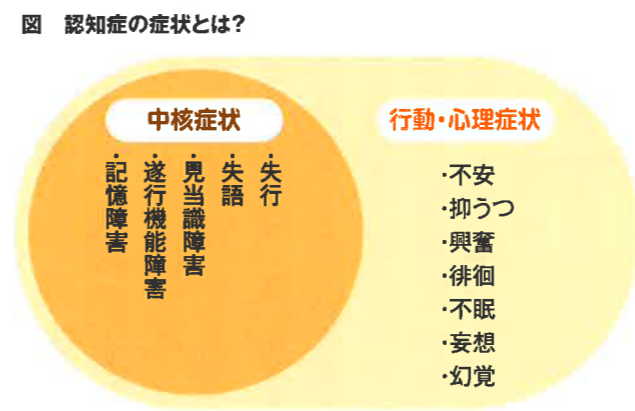 図 認知症の症状とは?
中核症状
・失行
・失語
・見当識障害
・遂行機能障害
・記憶障害
行動・心理症状
・不安
・抑うつ
・興奮
・徘徊
・不眠
・妄想
・幻覚